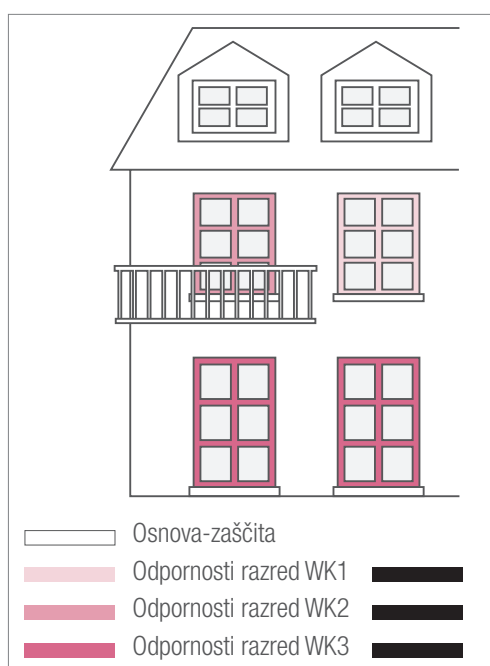 Osnova-zaščita
Odpornosti razred WK1
Odpornosti razred WK2
Odpornosti razred WK3